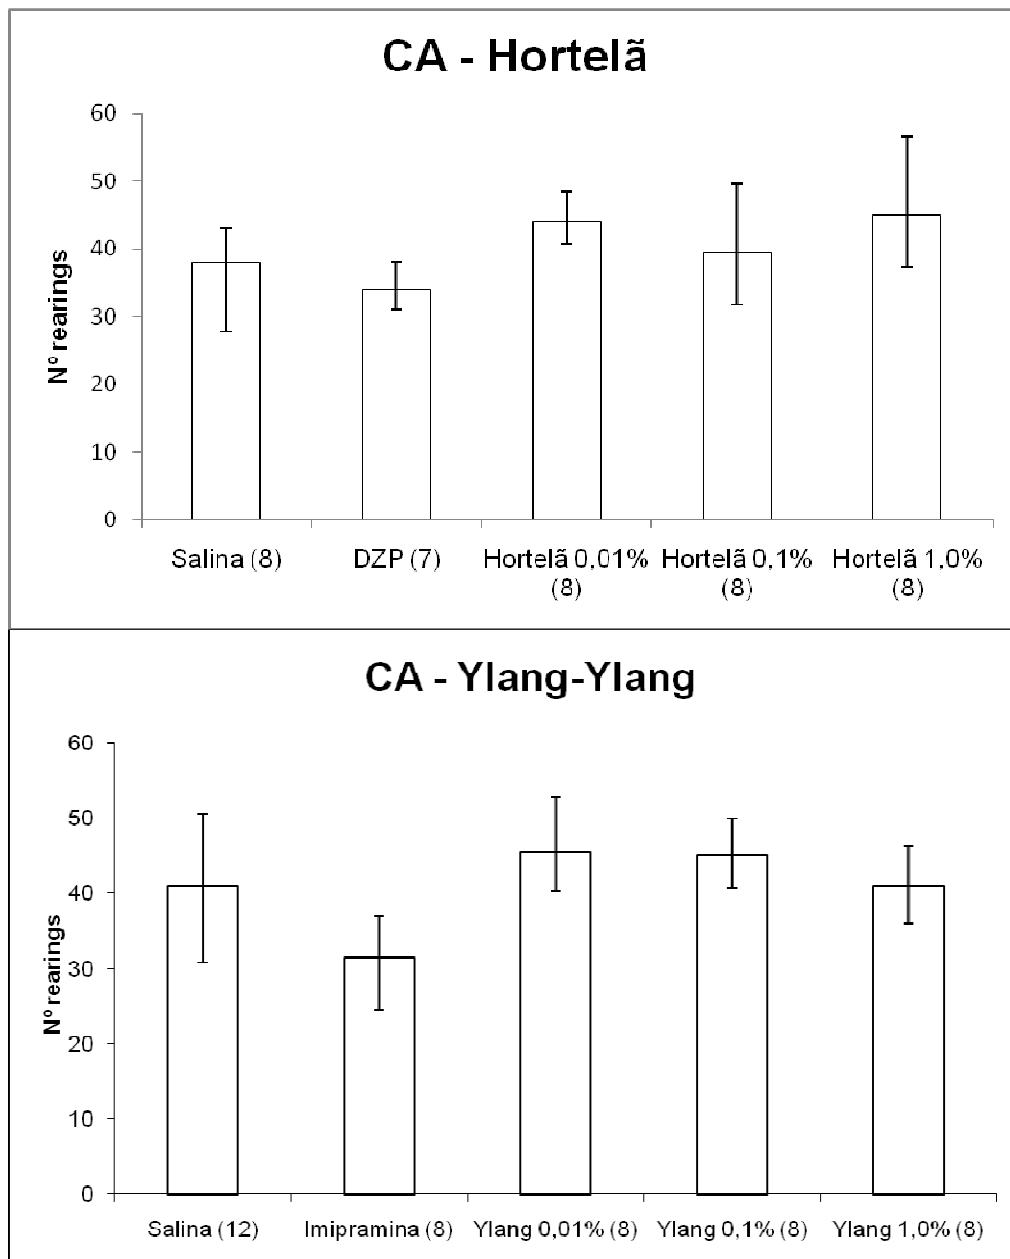 CA - Hortelã
60
50
40
30
20
10
0
Nº rearings
Salina (8)
DZP (7)
Hortelã 0,01%
(8)
Hortelã 0,1%
(8)
Hortelã 1,0%
(8)
CA - Ylang-Ylang
60
50
40
30
20
10
0
Nº rearings
Salina (12)
Imipramina (8)
Ylang 0,01% (8)
Ylang 0,1% (8)
Ylang 1,0% (8)